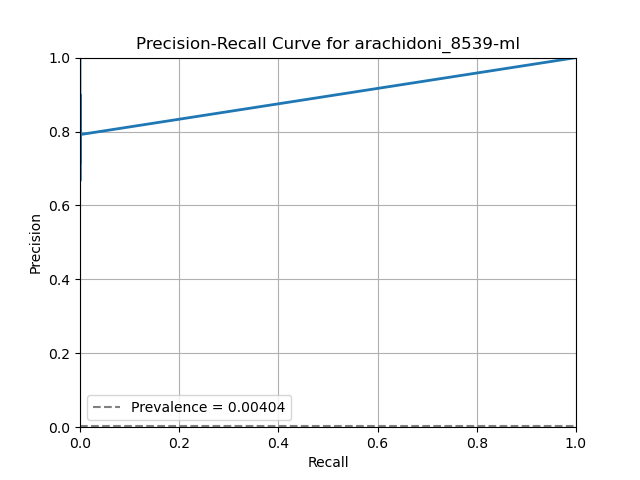 Precision-Recall Curve for arachidoni_8539-ml
1.0
0.8
0.6
0.4
0.2
0.0
Precision
Prevalence = 0.00404
0.0 0.2 0.4 0.6 0.8 1.0
Recall